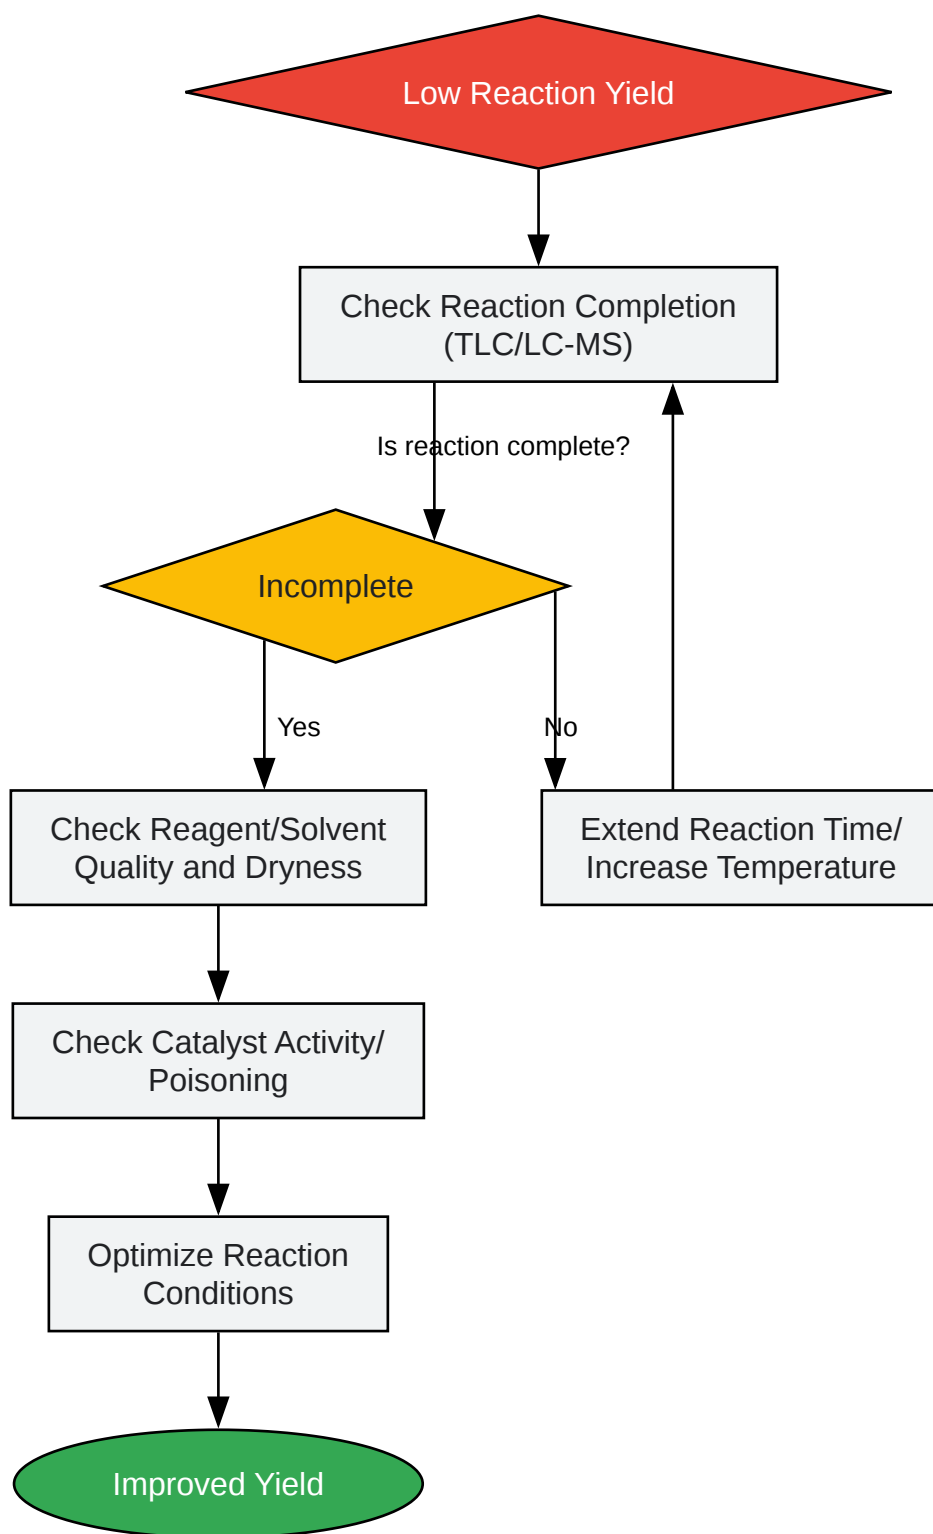 Low Reaction Yield
Check Reaction Completion
(TLC/LC-MS)
Is reaction complete?
Incomplete
Yes
No
Check Reagent/Solvent
Quality and Dryness
Extend Reaction Time/
Increase Temperature
Check Catalyst Activity/
Poisoning
Optimize Reaction
Conditions
Improved Yield